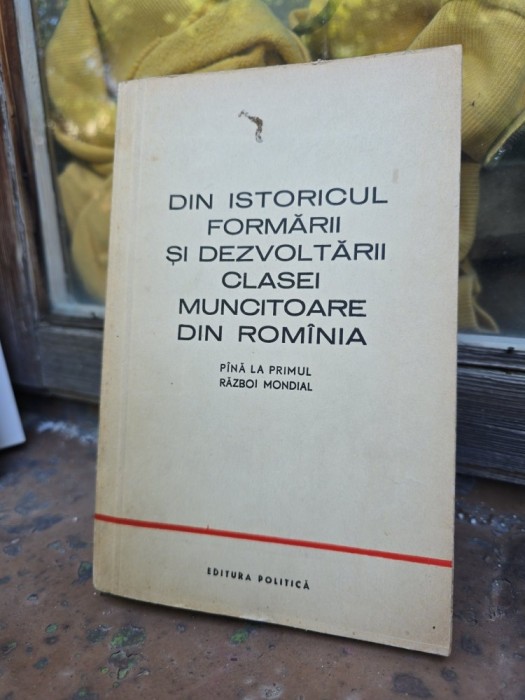 DIN ISTORICUL
FORMĂRII
ȘI DEZVOLTĂRII
CLASEI
MUNCITOARE
DIN ROMÎNIA
PÎNĂ LA PRIMUL
RĂZBOI MONDIAL
EDITURA POLITICĂ